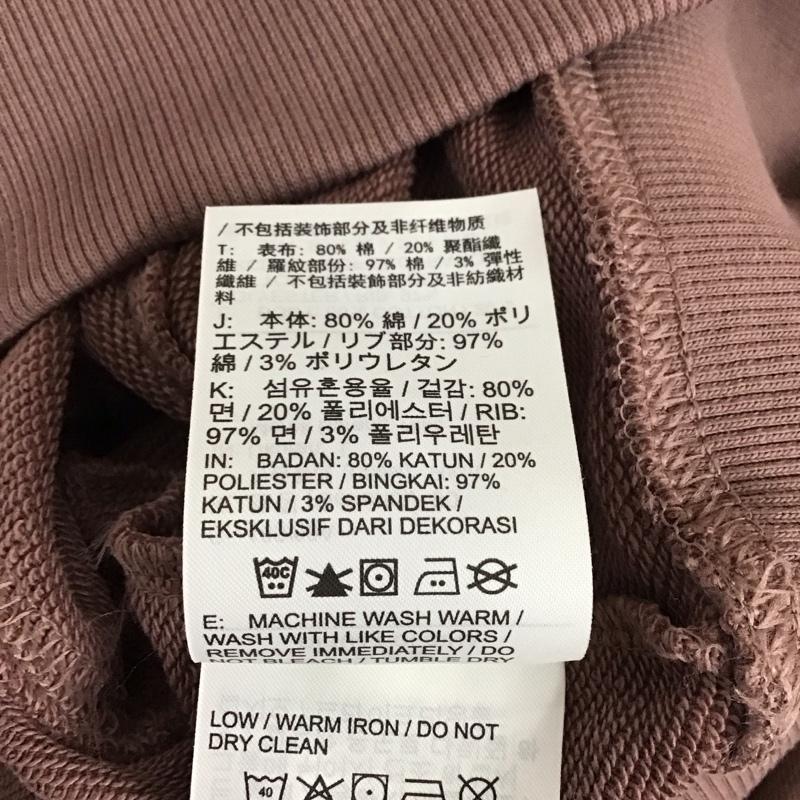 / 不包括装饰部分及非纤维物质
T: 表布: 80% 棉 / 20% 聚酯纖
維 / 羅紋部份: 97% 棉 / 3% 彈性
纖維 / 不包括裝飾部分及非紡織材
料
J: 本体: 80% 綿 / 20% ポリ
エステル / リブ部分: 97%
綿 / 3% ポリウレタン
K: 섬유혼용율 / 겉감: 80%
면 / 20% 폴리에스터 / RIB:
97% 면 / 3% 폴리우레탄
IN: BADAN: 80% KATUN / 20%
POLIESTER / BINGKAI: 97%
KATUN / 3% SPANDEK /
EKSKLUSIF DARI DEKORASI
40C
E: MACHINE WASH WARM /
WASH WITH LIKE COLORS /
REMOVE IMMEDIATELY / DO
NOT BLEACH / TUMBLE DRY
LOW / WARM IRON / DO NOT
DRY CLEAN
40